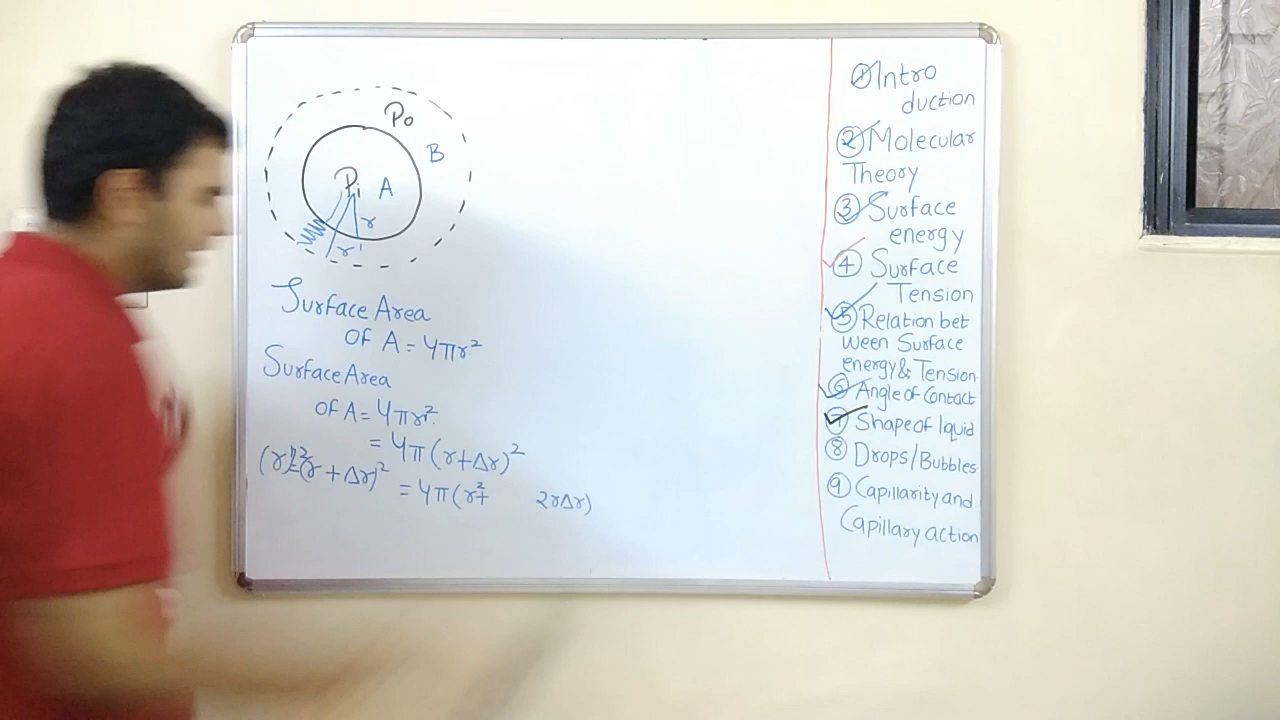 Po
B
Pi
A
r
r'
Surface Area
of A = 4πr²
Surface Area
of A = 4πr².
= 4π(r+Δr)²
(r')²=(r+Δr)²
= 4π(r²+ 2rΔr)
① Intro
duction
② Molecular
Theory
③ Surface
energy
④ Surface
Tension
⑤ Relation bet
ween Surface
energy & Tension
⑥ Angle of Contact
⑦ Shape of liquid
⑧ Drops/Bubbles
⑨ Capillarity and
Capillary action